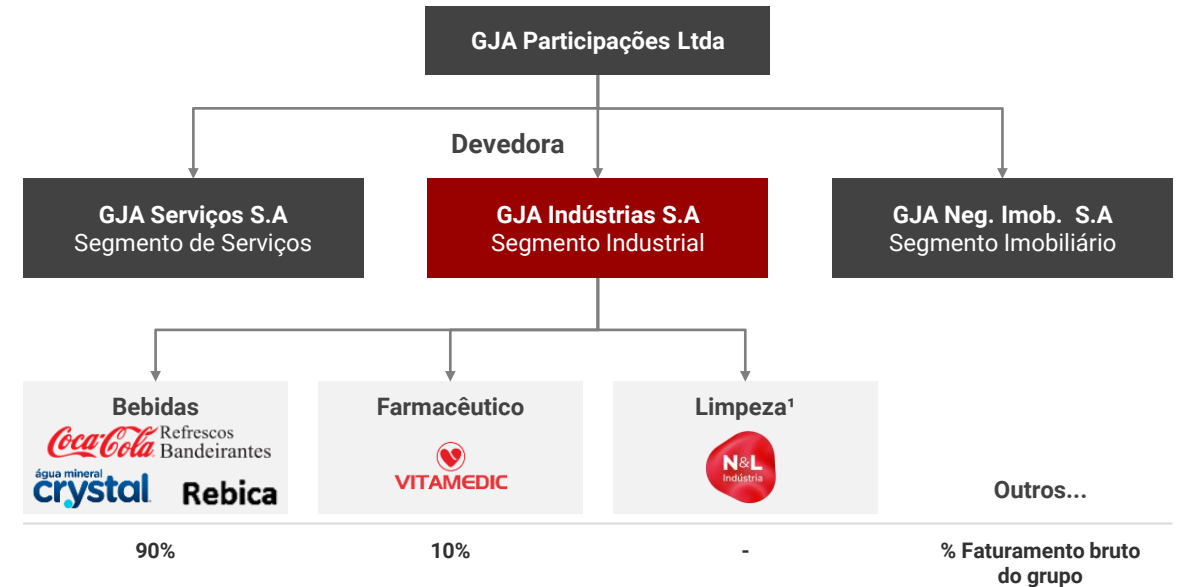 GJA Participações Ltda
Devedora
GJA Serviços S.A
Segmento de Serviços
GJA Indústrias S.A
Segmento Industrial
GJA Neg. Imob. S.A
Segmento Imobiliário
Bebidas
Coca-Cola Refrescos
Bandeirantes
água mineral
crystal
Rebica
Farmacêutico
VITAMEDIC
Limpeza¹
N&L
Indústria
Outros...
90%
10%
-
% Faturamento bruto
do grupo